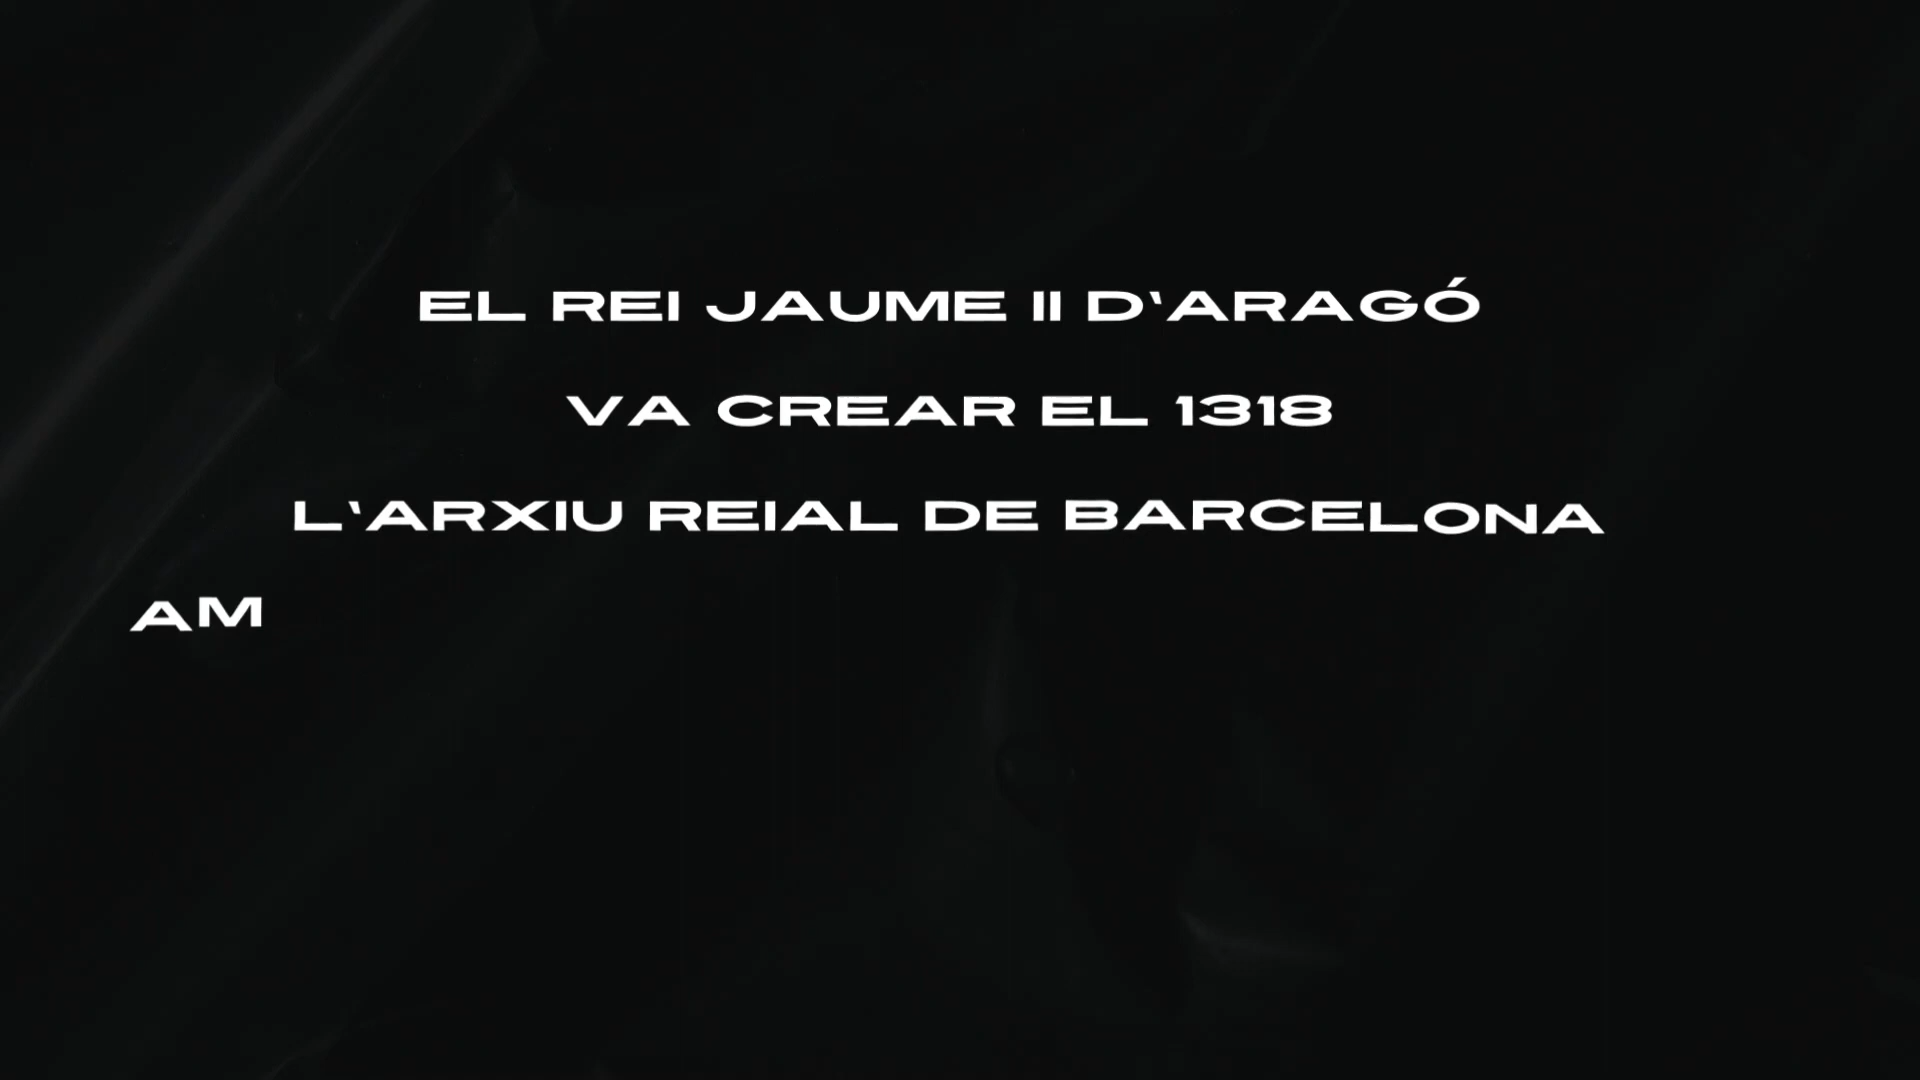 EL REI JAUME II D'ARAGÓ
VA CREAR EL 1318
L'ARXIU REIAL DE BARCELONA
AM